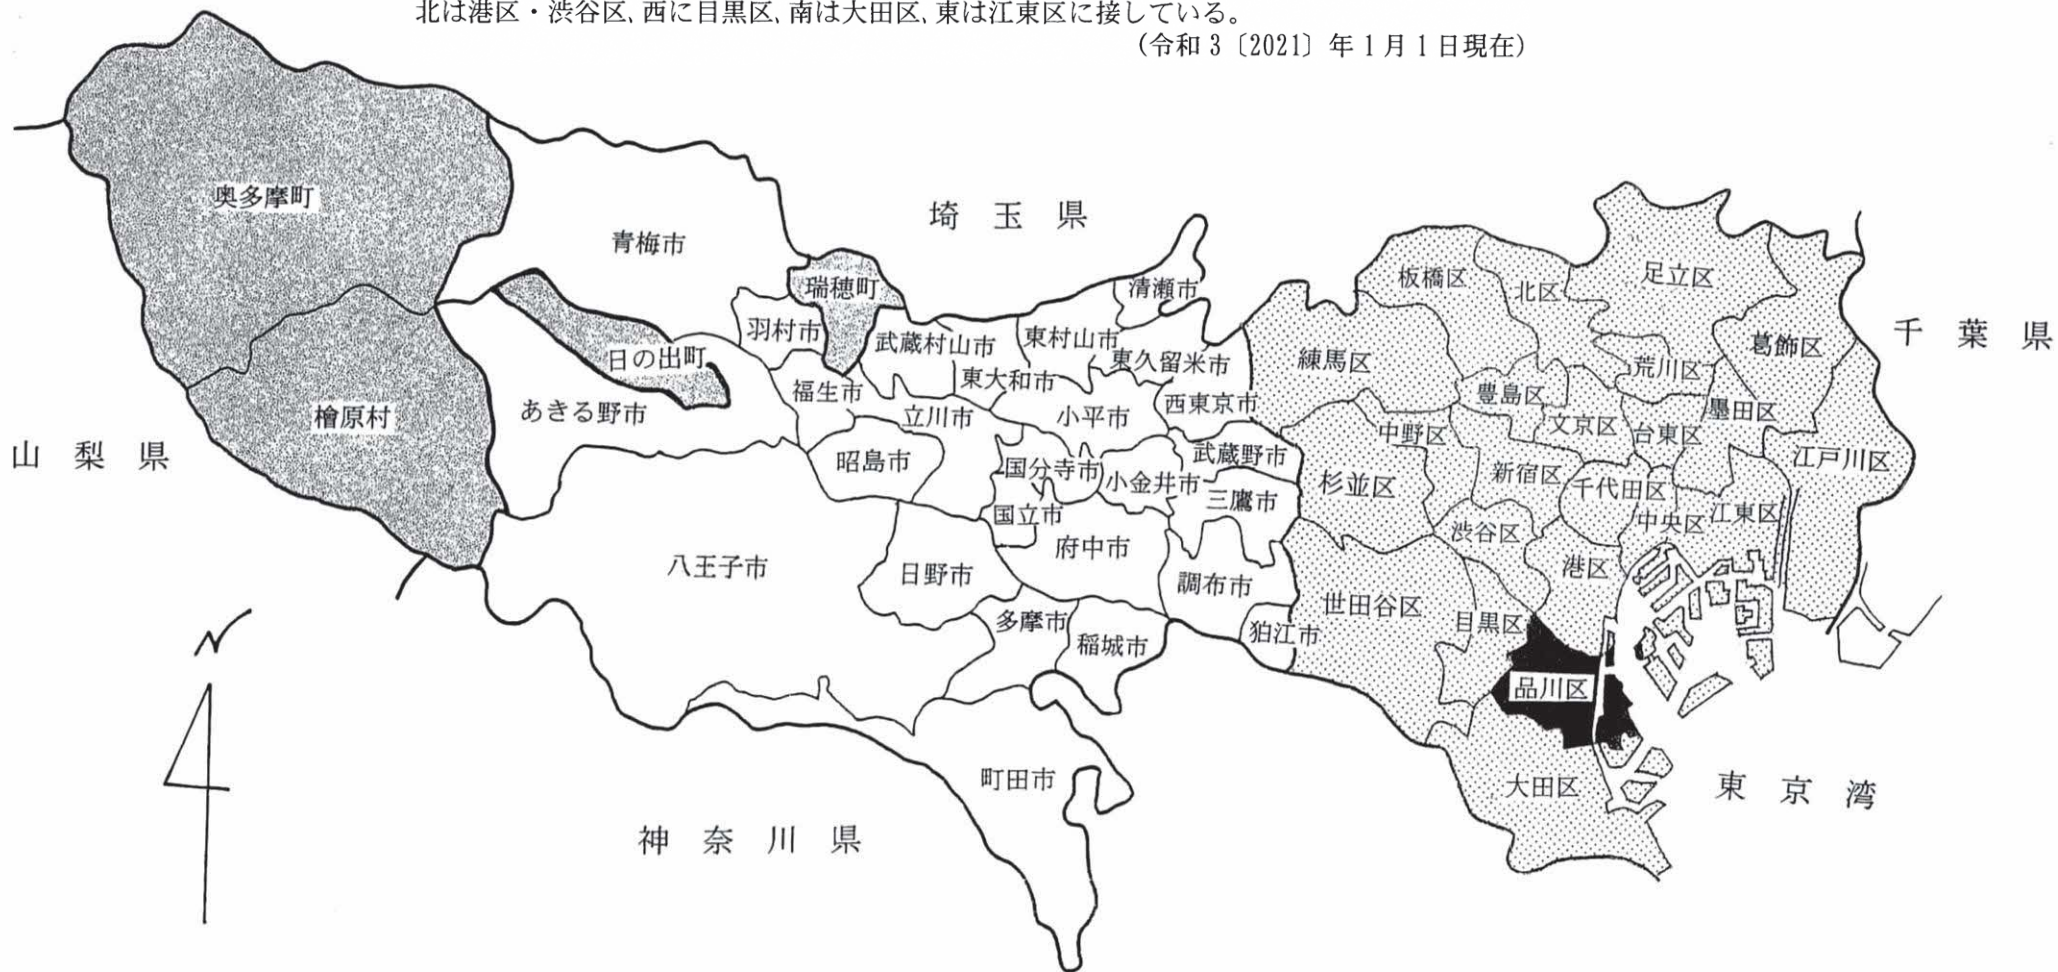 北は港区・渋谷区, 西に目黒区, 南は大田区, 東は江東区に接している。
（令和3〔2021〕年1月1日現在）
奥多摩町
青梅市
埼玉県
瑞穂町
清瀬市
板橋区
北区
足立区
千葉県
羽村市
武蔵村山市
東村山市
東久留米市
練馬区
荒川区
葛飾区
日の出町
福生市
東大和市
西東京市
豊島区
文京区
台東区
墨田区
山梨県
檜原村
あきる野市
立川市
小平市
中野区
昭島市
国分寺市
小金井市
武蔵野市
三鷹市
杉並区
新宿区
千代田区
中央区
江東区
江戸川区
国立市
渋谷区
八王子市
日野市
府中市
調布市
世田谷区
港区
目黒区
多摩市
稲城市
狛江市
品川区
町田市
大田区
東京湾
神奈川県